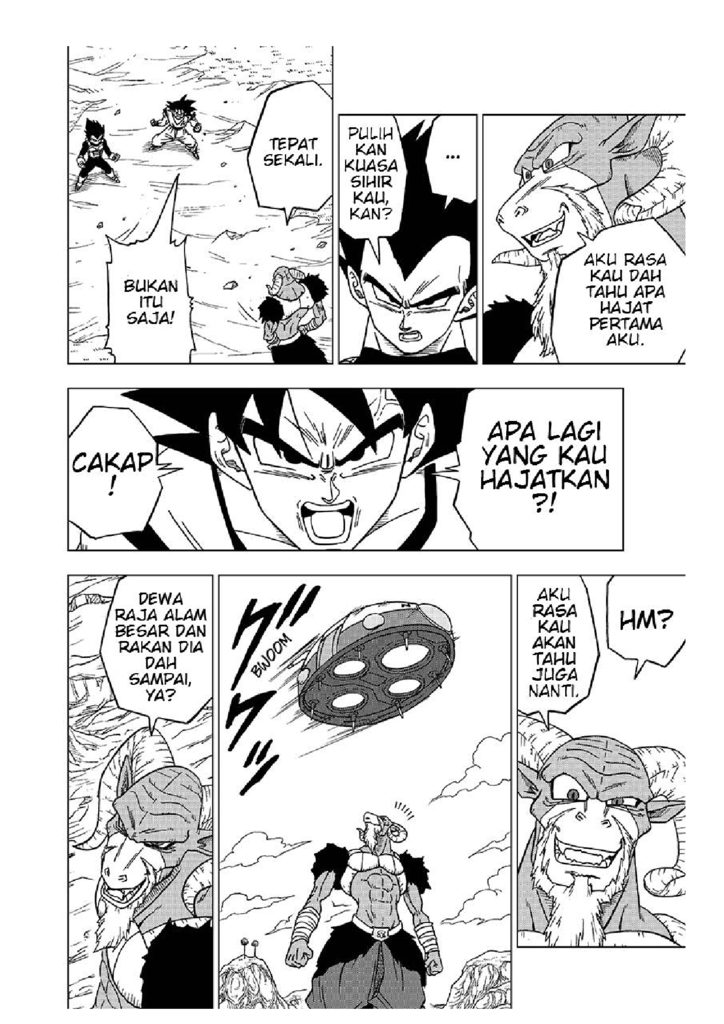 AKU RASA
KAU DAH
TAHU APA
HAJAT
PERTAMA
AKU.
...
PULIH
KAN
KUASA
SIHIR
KAU,
KAN?
TEPAT
SEKALI.
BUKAN
ITU
SAJA!
APA LAGI
YANG KAU
HAJATKAN
?!
CAKAP
!
HM?
AKU
RASA
KAU
AKAN
TAHU
JUGA
NANTI.
BWOOM
DEWA
RAJA ALAM
BESAR DAN
RAKAN DIA
DAH
SAMPAI,
YA?